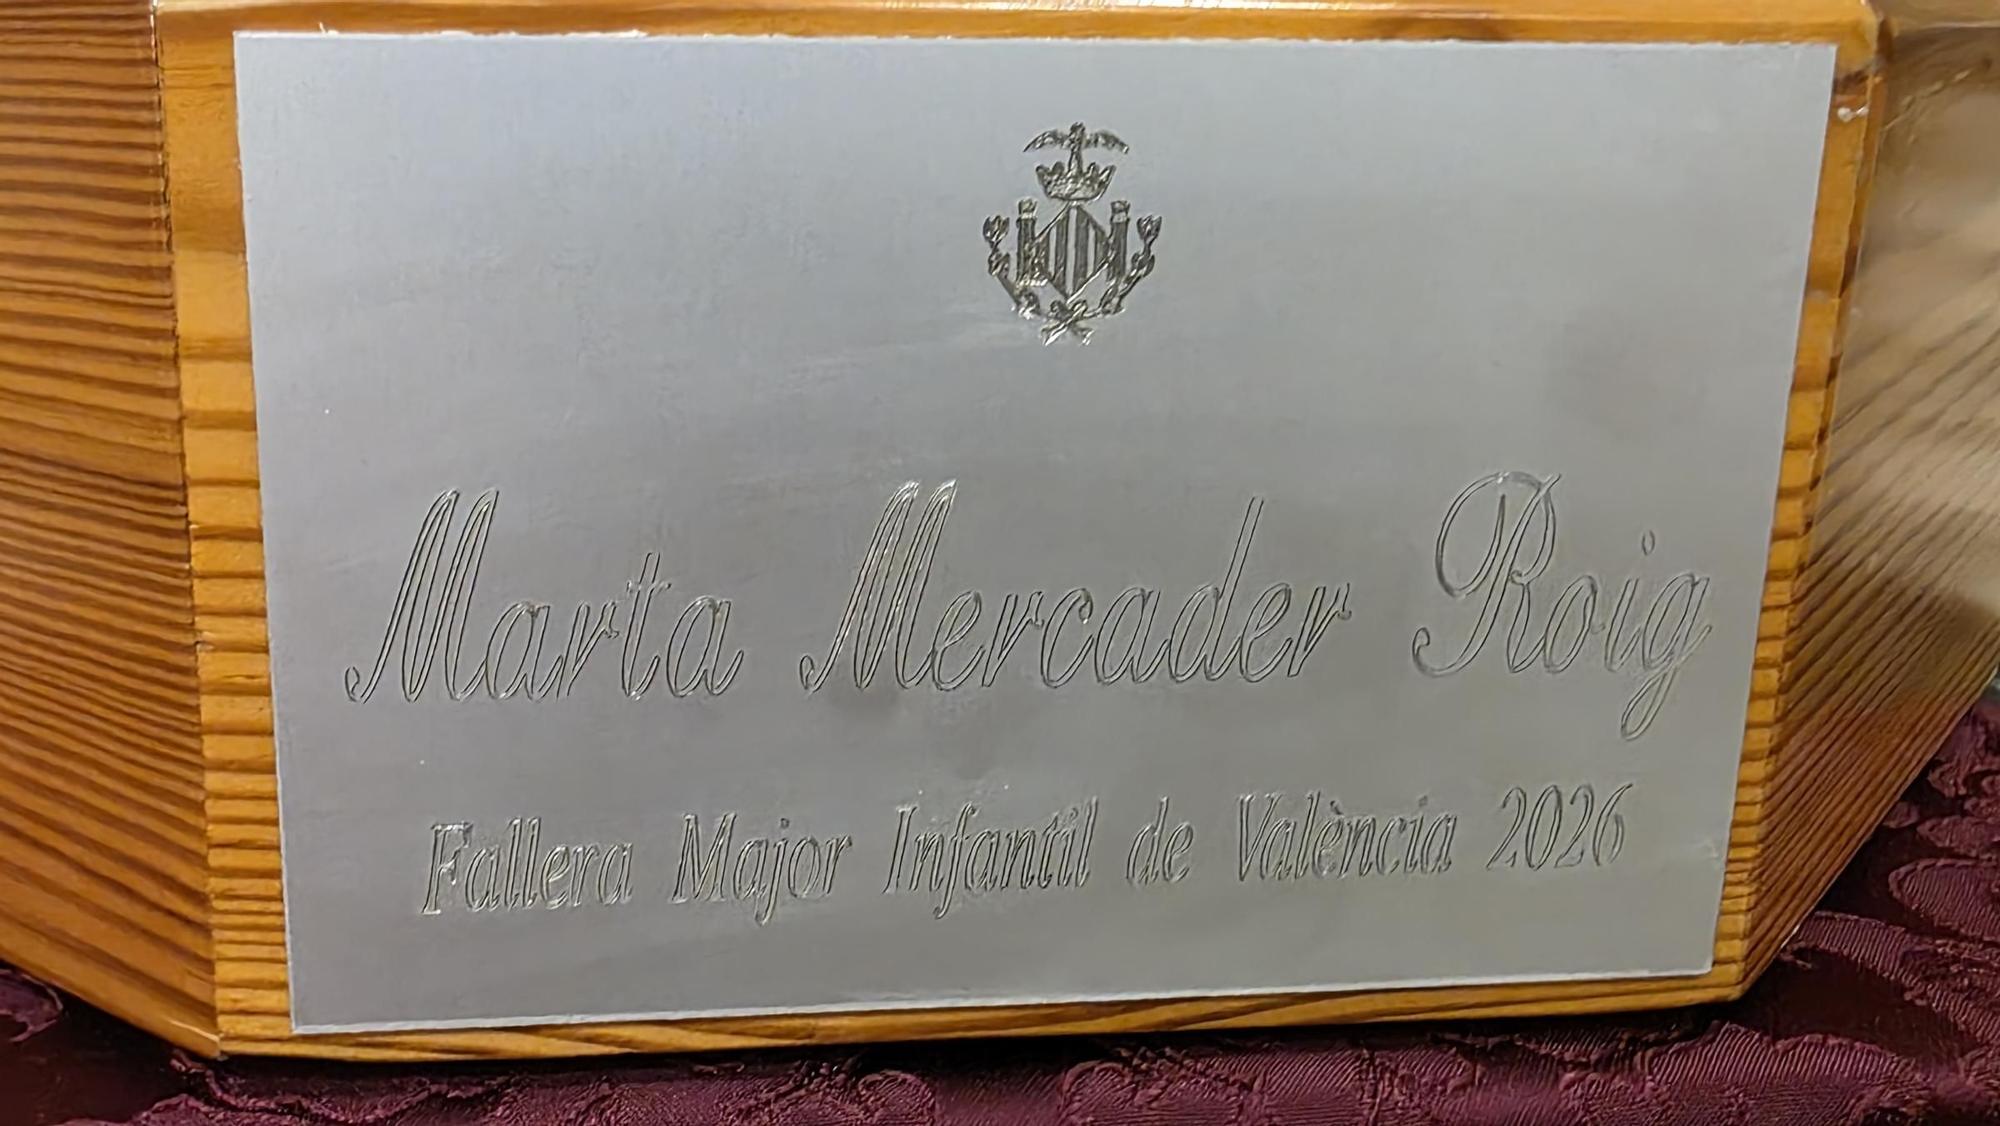 Marta Mercader Roig
Fallera Major Infantil de València 2026